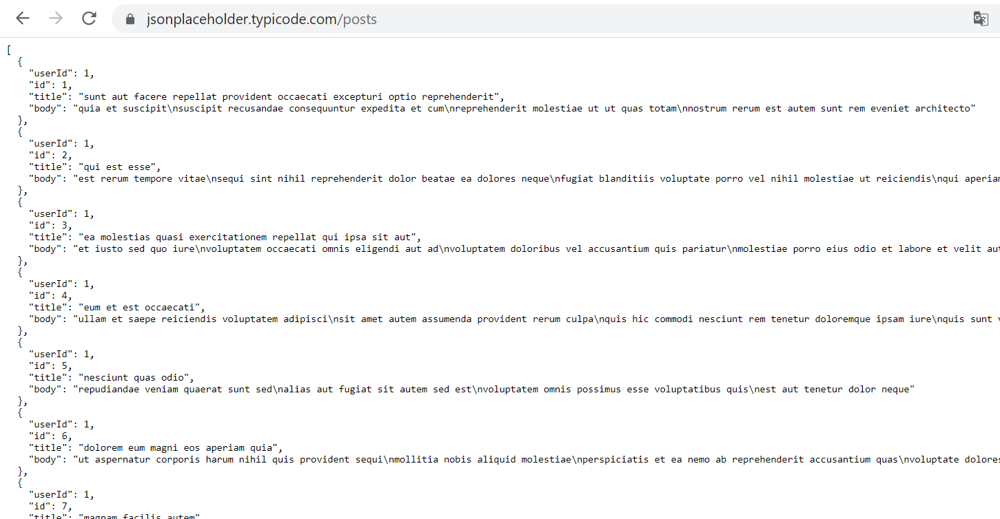 jsonplaceholder.typicode.com/posts
[
  {
    "userId": 1,
    "id": 1,
    "title": "sunt aut facere repellat provident occaecati excepturi optio reprehenderit",
    "body": "quia et suscipit\nsuscipit recusandae consequuntur expedita et cum\nreprehenderit molestiae ut ut quas totam\nnostrum rerum est autem sunt rem eveniet architecto"
  },
  {
    "userId": 1,
    "id": 2,
    "title": "qui est esse",
    "body": "est rerum tempore vitae\nsequi sint nihil reprehenderit dolor beatae ea dolores neque\nfugiat blanditiis voluptate porro vel nihil molestiae ut reiciendis\nqui aperiam
  },
  {
    "userId": 1,
    "id": 3,
    "title": "ea molestias quasi exercitationem repellat qui ipsa sit aut",
    "body": "et iusto sed quo iure\nvoluptatem occaecati omnis eligendi aut ad\nvoluptatem doloribus vel accusantium quis pariatur\nmolestiae porro eius odio et labore et velit aut
  },
  {
    "userId": 1,
    "id": 4,
    "title": "eum et est occaecati",
    "body": "ullam et saepe reiciendis voluptatem adipisci\nsit amet autem assumenda provident rerum culpa\nquis hic commodi nesciunt rem tenetur doloremque ipsam iure\nquis sunt
  },
  {
    "userId": 1,
    "id": 5,
    "title": "nesciunt quas odio",
    "body": "repudiandae veniam quaerat sunt sed\nalias aut fugiat sit autem sed est\nvoluptatem omnis possimus esse voluptatibus quis\nest aut tenetur dolor neque"
  },
  {
    "userId": 1,
    "id": 6,
    "title": "dolorem eum magni eos aperiam quia",
    "body": "ut aspernatur corporis harum nihil quis provident sequi\nmollitia nobis aliquid molestiae\nperspiciatis et ea nemo ab reprehenderit accusantium quas\nvoluptate dolores
  },
  {
    "userId": 1,
    "id": 7,
    "title": "magnam facilis autem"